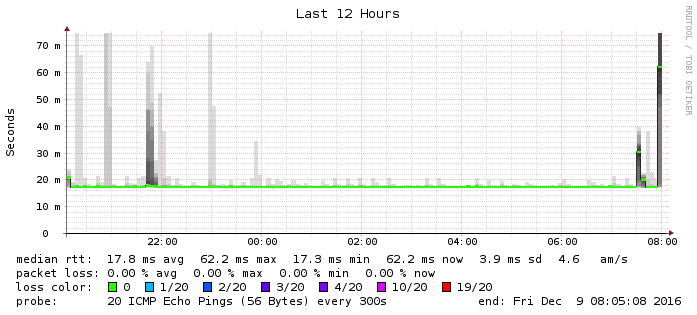 Last 12 Hours
RRDTOOL / TOBI OETIKER
Seconds
70 m
60 m
50 m
40 m
30 m
20 m
10 m
0
22:00 00:00 02:00 04:00 06:00 08:00
median rtt: 17.8 ms avg 62.2 ms max 17.3 ms min 62.2 ms now 3.9 ms sd 4.6 am/s
packet loss: 0.00 % avg 0.00 % max 0.00 % min 0.00 % now
loss color: 0 1/20 2/20 3/20 4/20 10/20 19/20
probe: 20 ICMP Echo Pings (56 Bytes) every 300s end: Fri Dec 9 08:05:08 2016